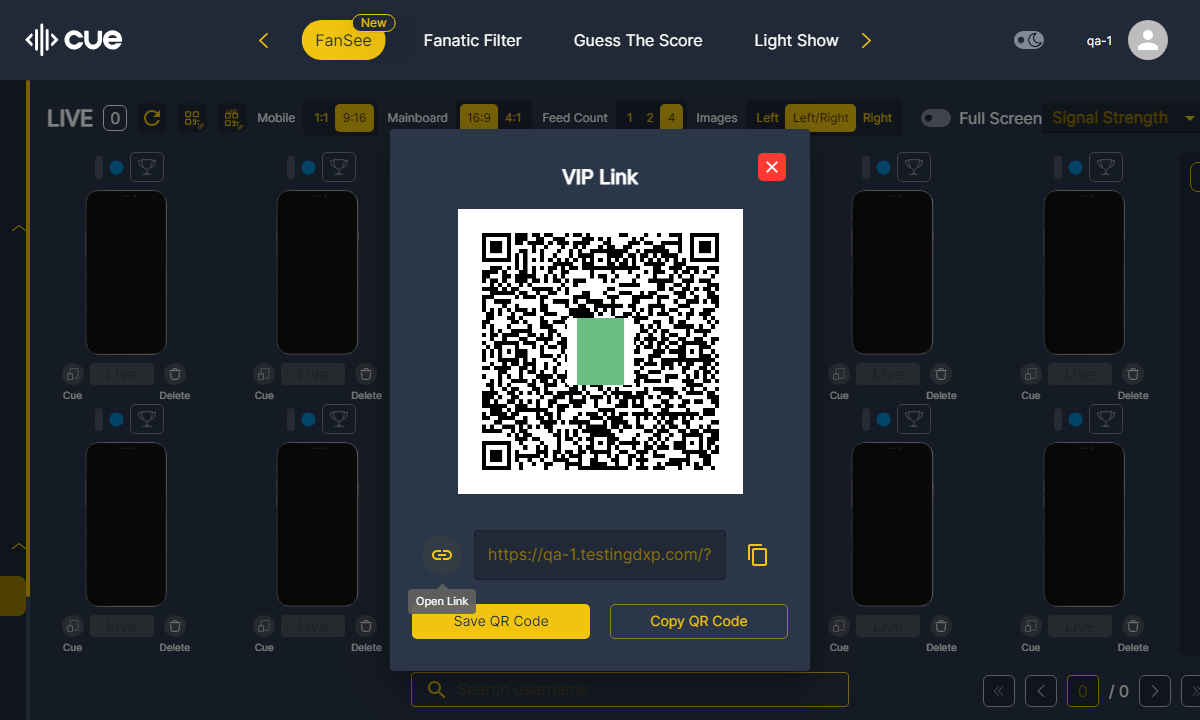 cue
FanSee
New
Fanatic Filter
Guess The Score
Light Show
qa-1
LIVE 0
Mobile 1:1 9:16
Mainboard 16:9 4:1
Feed Count 1 2 4
Images Left Left/Right Right
Full Screen
Signal Strength
VIP Link
https://qa-1.testingdxp.com/?
Open Link
Save QR Code
Copy QR Code
Live Live Live Live
Cue Delete Cue Delete Cue Delete Cue Delete
Live Live Live Live
Cue Delete Cue Delete Cue Delete Cue Delete
Search username
0 / 0